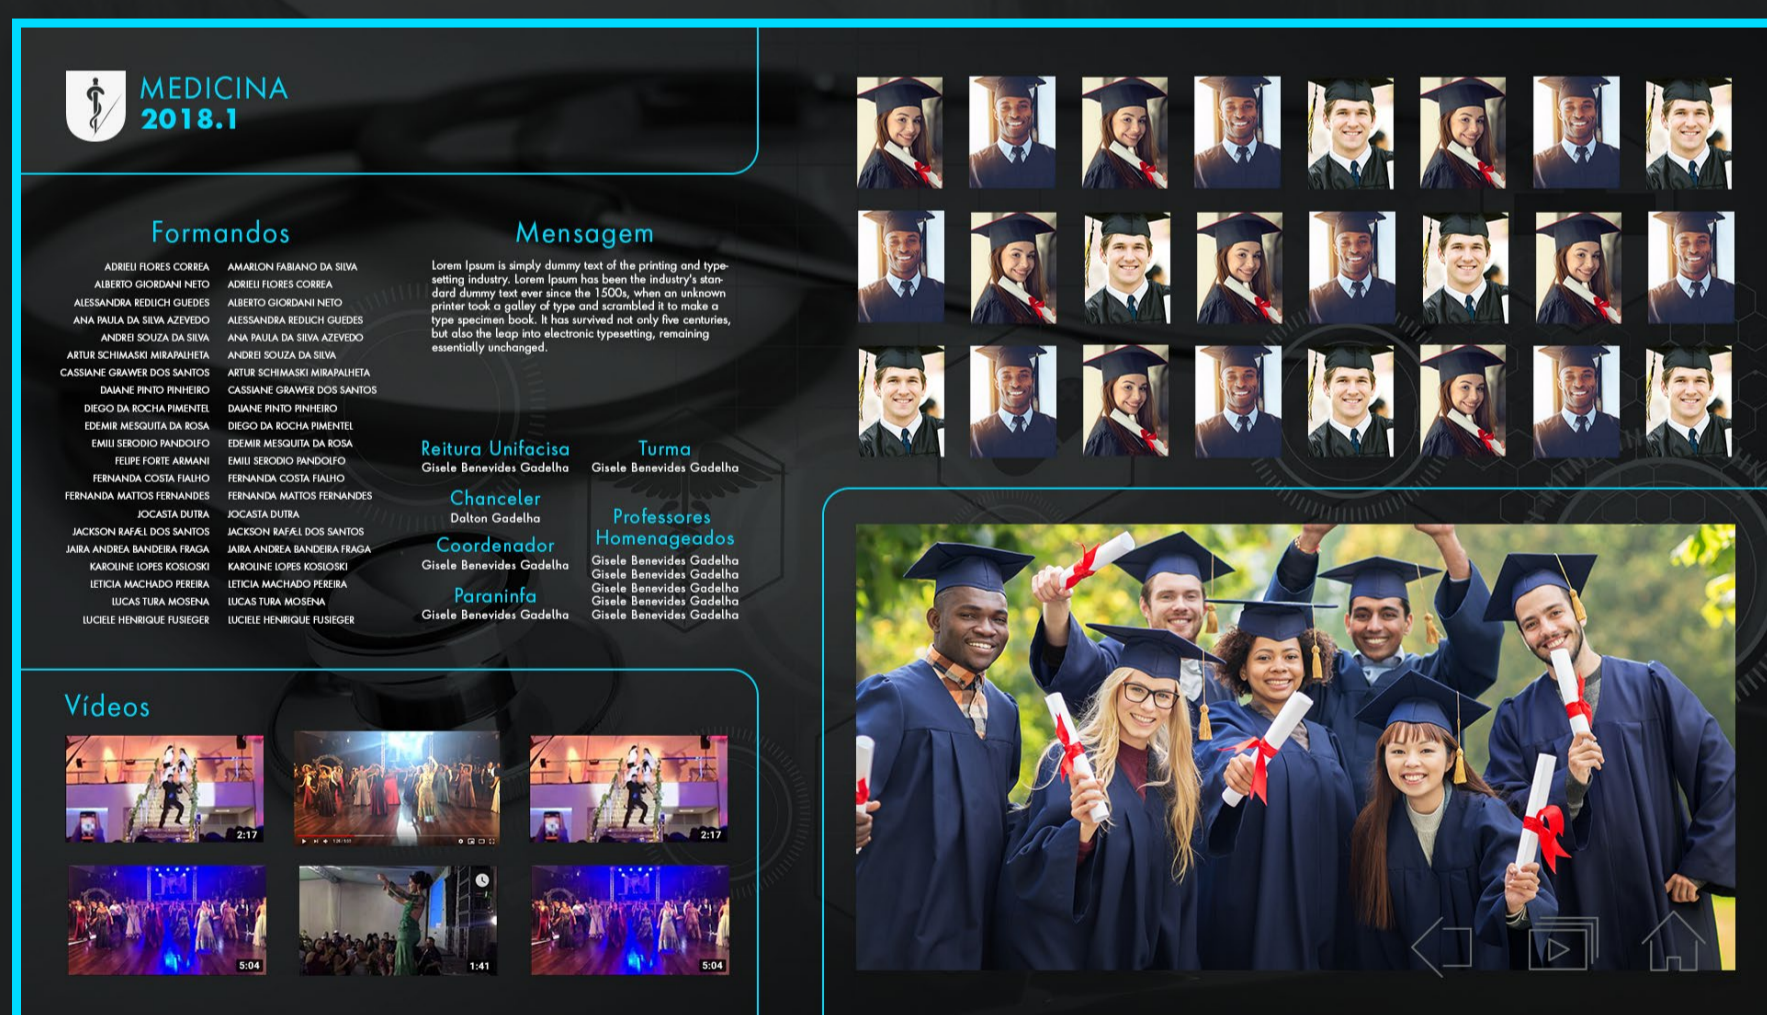 MEDICINA
2018.1
Formandos
ADRIELI FLORES CORREA
ALBERTO GIORDANI NETO
ALESSANDRA REDLICH GUEDES
ANA PAULA DA SILVA AZEVEDO
ANDREI SOUZA DA SILVA
ARTUR SCHIMASKI MIRAPALHETA
CASSIANE GRAWER DOS SANTOS
DAIANE PINTO PINHEIRO
DIEGO DA ROCHA PIMENTEL
EDEMIR MESQUITA DA ROSA
EMILI SERODIO PANDOLFO
FELIPE FORTE ARMANI
FERNANDA COSTA FIALHO
FERNANDA MATTOS FERNANDES
JOCASTA DUTRA
JACKSON RAFÆL DOS SANTOS
JAIRA ANDREA BANDEIRA FRAGA
KAROLINE LOPES KOSLOSKI
LETICIA MACHADO PEREIRA
LUCAS TURA MOSENA
LUCIELE HENRIQUE FUSIEGER
AMARLON FABIANO DA SILVA
ADRIELI FLORES CORREA
ALBERTO GIORDANI NETO
ALESSANDRA REDLICH GUEDES
ANA PAULA DA SILVA AZEVEDO
ANDREI SOUZA DA SILVA
ARTUR SCHIMASKI MIRAPALHETA
CASSIANE GRAWER DOS SANTOS
DAIANE PINTO PINHEIRO
DIEGO DA ROCHA PIMENTEL
EDEMIR MESQUITA DA ROSA
EMILI SERODIO PANDOLFO
FERNANDA COSTA FIALHO
FERNANDA MATTOS FERNANDES
JOCASTA DUTRA
JACKSON RAFÆL DOS SANTOS
JAIRA ANDREA BANDEIRA FRAGA
KAROLINE LOPES KOSLOSKI
LETICIA MACHADO PEREIRA
LUCAS TURA MOSENA
LUCIELE HENRIQUE FUSIEGER
Mensagem
Lorem Ipsum is simply dummy text of the printing and type-
setting industry. Lorem Ipsum has been the industry's stan-
dard dummy text ever since the 1500s, when an unknown
printer took a galley of type and scrambled it to make a
type specimen book. It has survived not only five centuries,
but also the leap into electronic typesetting, remaining
essentially unchanged.
Reitura Unifacisa
Gisele Benevides Gadelha
Chanceler
Dalton Gadelha
Coordenador
Gisele Benevides Gadelha
Paraninfa
Gisele Benevides Gadelha
Turma
Gisele Benevides Gadelha
Professores
Homenageados
Gisele Benevides Gadelha
Gisele Benevides Gadelha
Gisele Benevides Gadelha
Gisele Benevides Gadelha
Gisele Benevides Gadelha
Vídeos
2:17
2:17
5:04
1:41
5:04